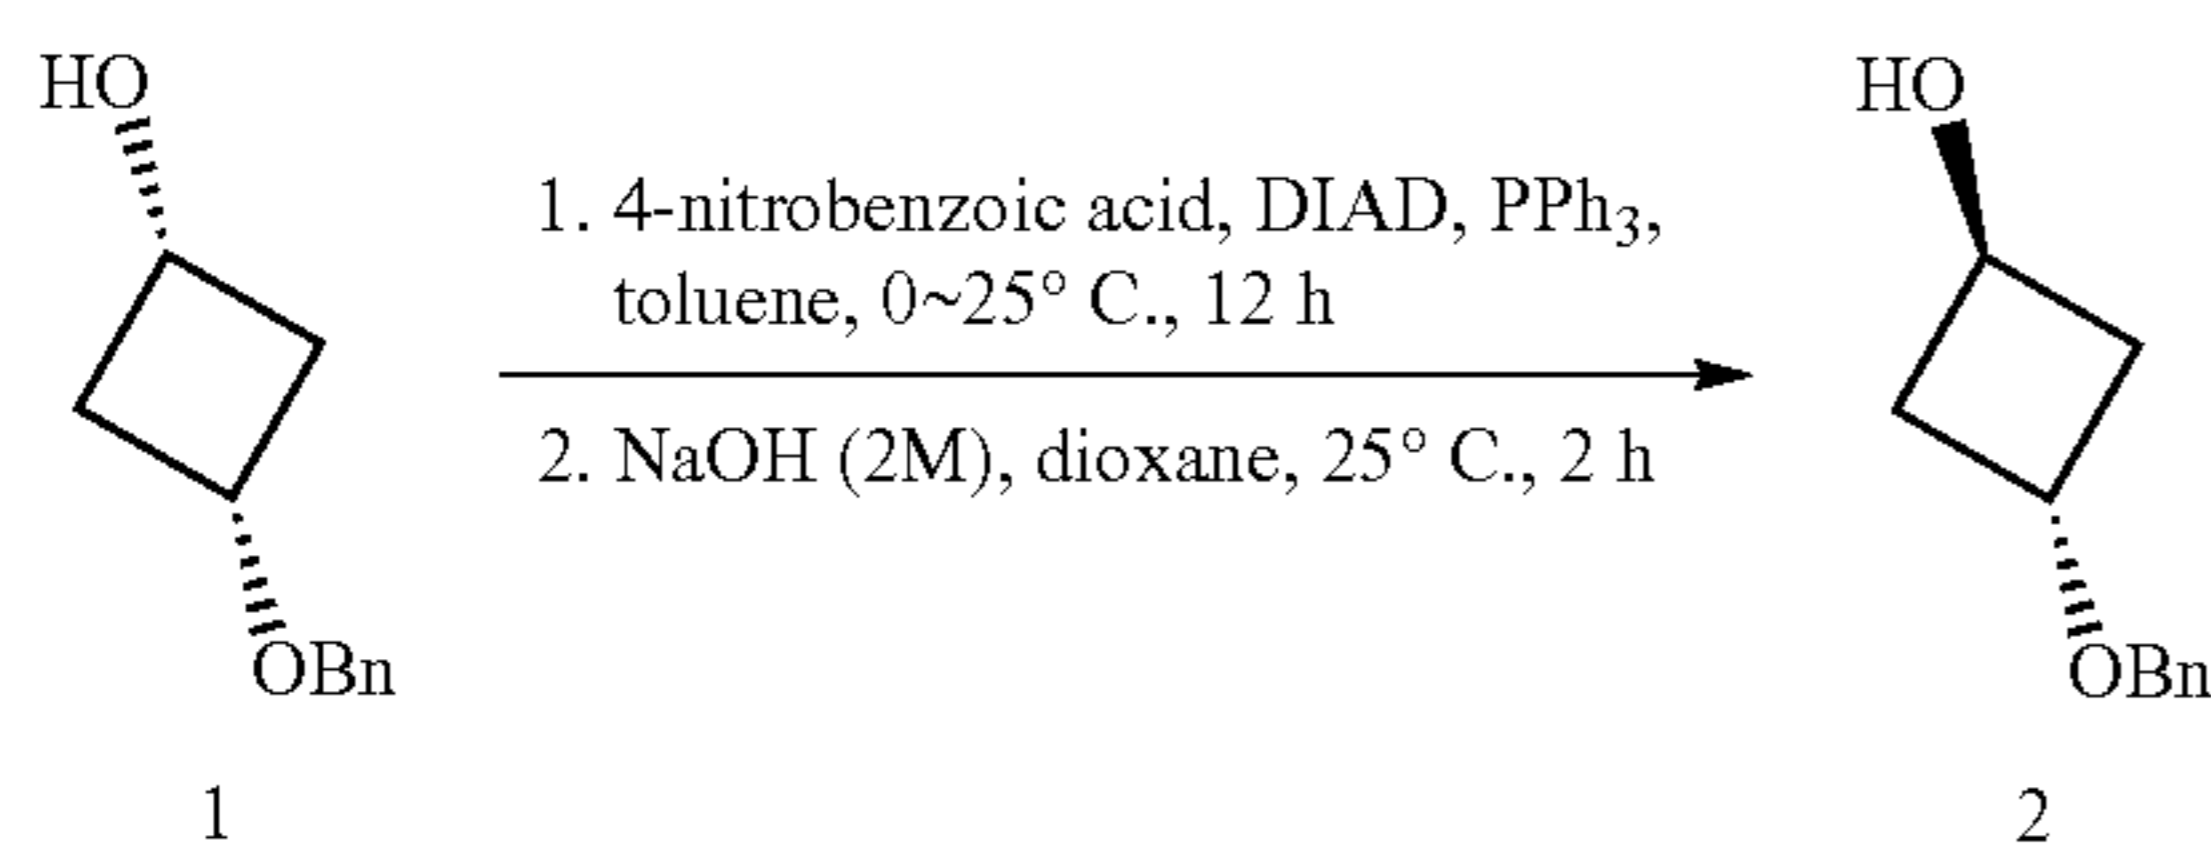 HO
OBn
1
1. 4-nitrobenzoic acid, DIAD, PPh₃,
toluene, 0~25° C., 12 h
2. NaOH (2M), dioxane, 25° C., 2 h
HO
OBn
2